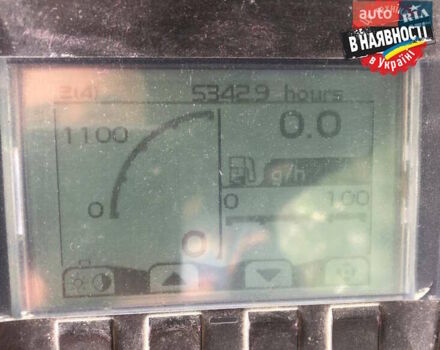 auto RIA
В НАЯВНОСТІ
в Україні
2(4) 5342.9 hours
1100 0.0
g/h
0 0 100
0